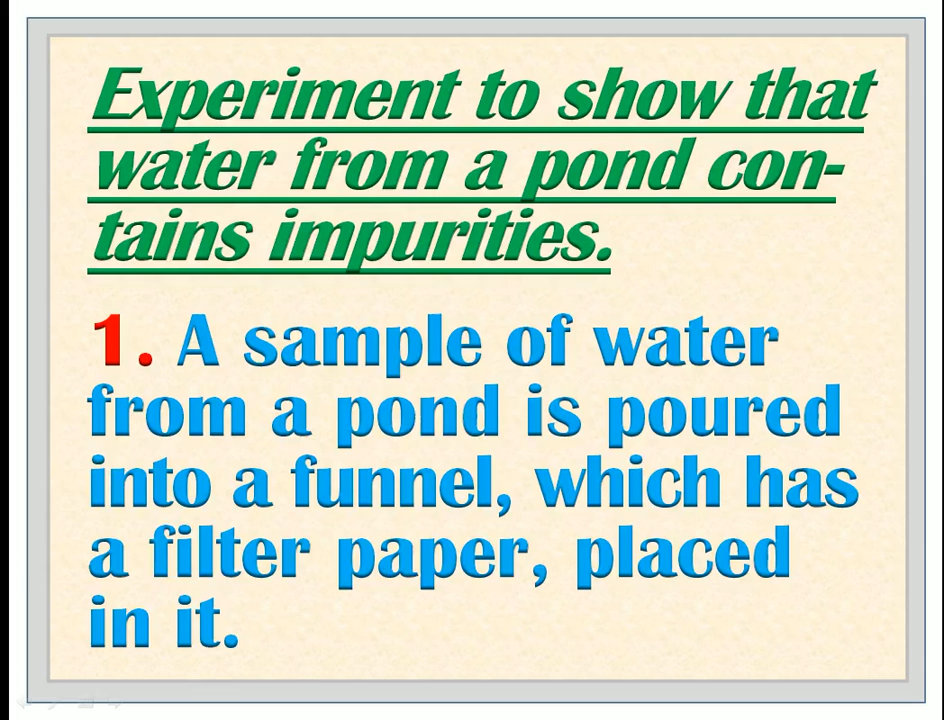 Experiment to show that
water from a pond con-
tains impurities.
1. A sample of water
from a pond is poured
into a funnel, which has
a filter paper, placed
in it.